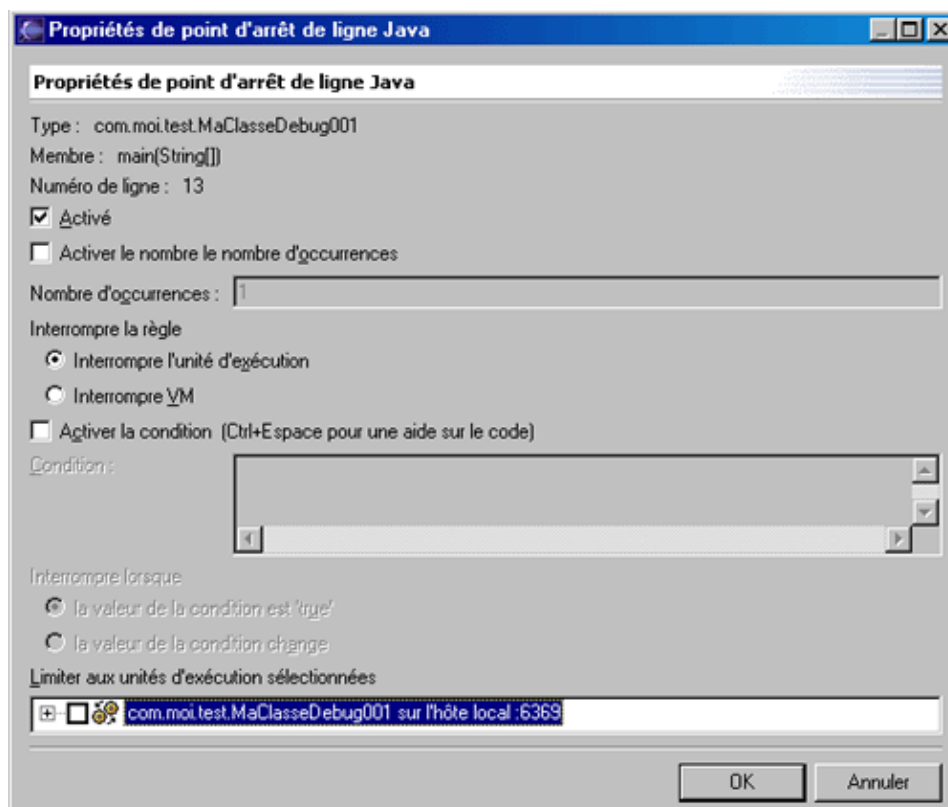 Propriétés de point d'arrêt de ligne Java
Propriétés de point d'arrêt de ligne Java
Type : com.moi.test.MaClasseDebug001
Membre : main(String[])
Numéro de ligne : 13
Activé
Activer le nombre le nombre d'occurrences
Nombre d'occurrences : 1
Interrompre la règle
Interrompre l'unité d'exécution
Interrompre VM
Activer la condition (Ctrl+Espace pour une aide sur le code)
Condition :
Interrompre lorsque
la valeur de la condition est 'true'
la valeur de la condition change
Limiter aux unités d'exécution sélectionnées
com.moi.test.MaClasseDebug001 sur l'hôte local :6369
OK Annuler